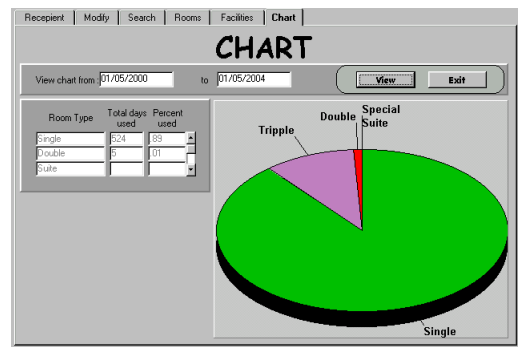 Recepient Modify Search Rooms Facilities Chart
CHART
View chart from : 01/05/2000 to 01/05/2004 View Exit
Room Type Total days used Percent used
Single 524 .89
Double 5 .01
Suite
Special
Suite
Double
Tripple
Single